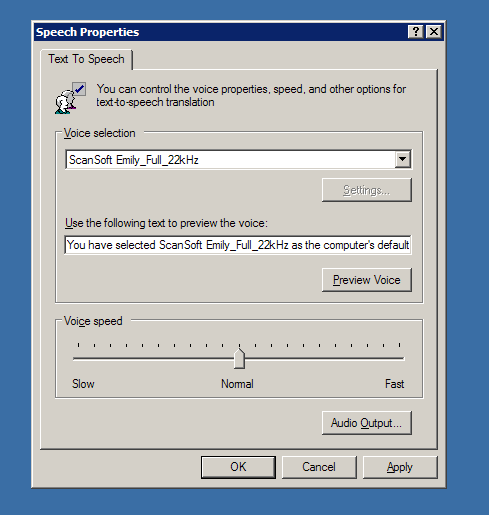 Speech Properties
Text To Speech
You can control the voice properties, speed, and other options for
text-to-speech translation
Voice selection
ScanSoft Emily_Full_22kHz
Settings...
Use the following text to preview the voice:
You have selected ScanSoft Emily_Full_22kHz as the computer's default
Preview Voice
Voice speed
Slow Normal Fast
Audio Output...
OK Cancel Apply